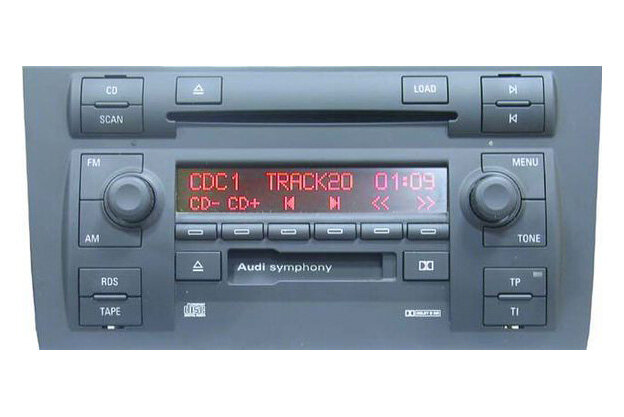 CD
LOAD
SCAN
FM
MENU
CDC1 TRACK20 01:09
CD- CD+ << >>
AM
TONE
Audi symphony
RDS
TP
TAPE
TI